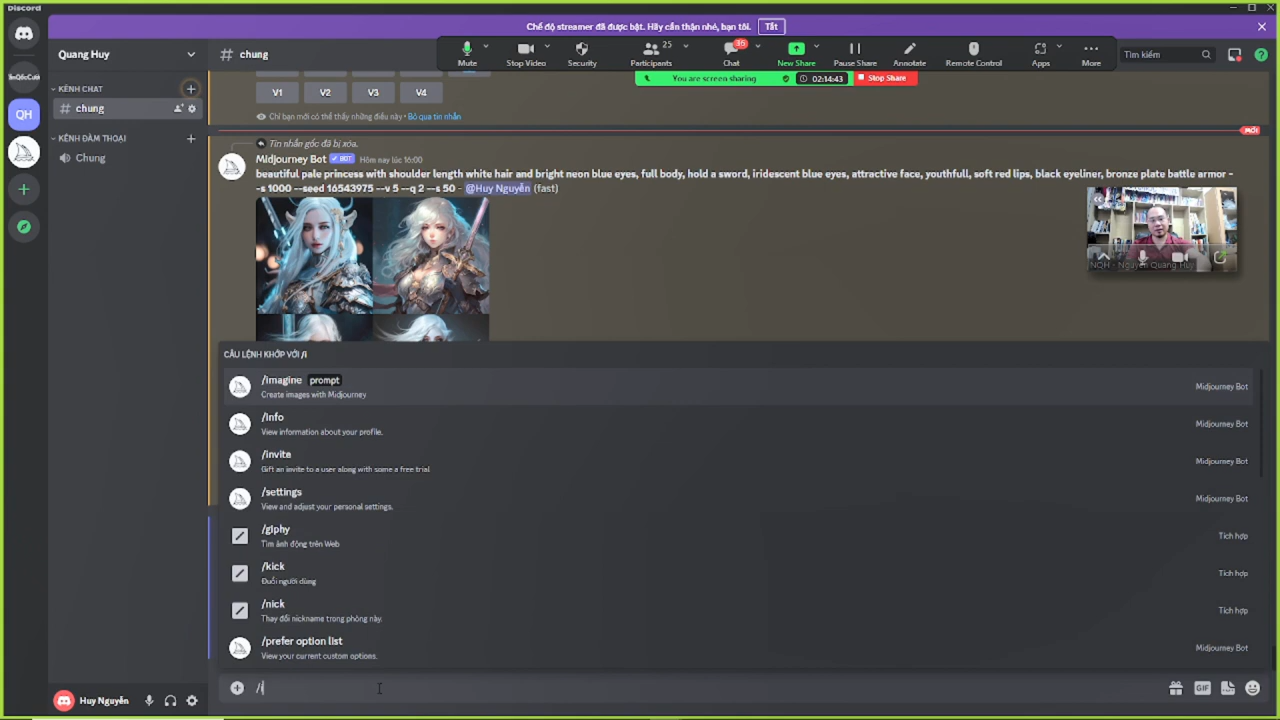 Discord
Chế độ streamer đã được bật. Hãy cẩn thận nhé, bạn tôi. Tắt
Quang Huy
# chung
Mute
Stop Video
Security
25
Participants
36
Chat
New Share
Pause Share
Annotate
Remote Control
Apps
More
Tìm kiếm
You are screen sharing 02:14:43 Stop Share
KÊNH CHAT
# chung
QH
KÊNH ĐÀM THOẠI
Chung
V1 V2 V3 V4
Chỉ bạn mới có thể thấy những điều này • Bỏ qua tin nhắn
MỚI
Tin nhắn gốc đã bị xóa.
Midjourney Bot BOT Hôm nay lúc 16:00
beautiful pale princess with shoulder length white hair and bright neon blue eyes, full body, hold a sword, iridescent blue eyes, attractive face, youthful, soft red lips, black eyeliner, bronze plate battle armor -
-s 1000 --seed 16543975 --v 5 --q 2 --s 50 - @Huy Nguyễn (fast)
NQH - Nguyễn Quang Huy
CÂU LỆNH KHỚP VỚI /i
/imagine prompt
Create images with Midjourney
Midjourney Bot
/info
View information about your profile.
Midjourney Bot
/invite
Gift an invite to a user along with some a free trial
Midjourney Bot
/settings
View and adjust your personal settings.
Midjourney Bot
/giphy
Tìm ảnh động trên Web
Tích hợp
/kick
Đuổi người dùng
Tích hợp
/nick
Thay đổi nickname trong phòng này.
Tích hợp
/prefer option list
View your current custom options.
Midjourney Bot
/i
GIF
Huy Nguyễn